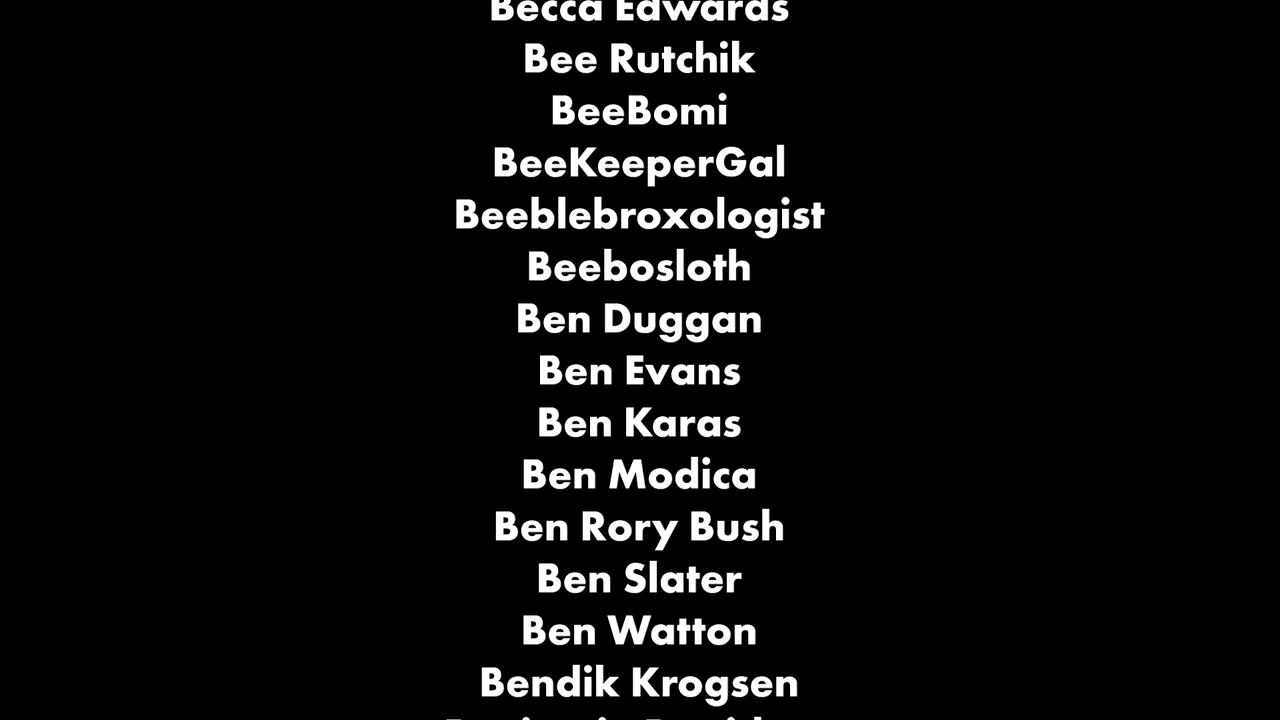 Becca Edwards
Bee Rutchik
BeeBomi
BeeKeeperGal
Beeblebroxologist
Beebosloth
Ben Duggan
Ben Evans
Ben Karas
Ben Modica
Ben Rory Bush
Ben Slater
Ben Watton
Bendik Krogsen